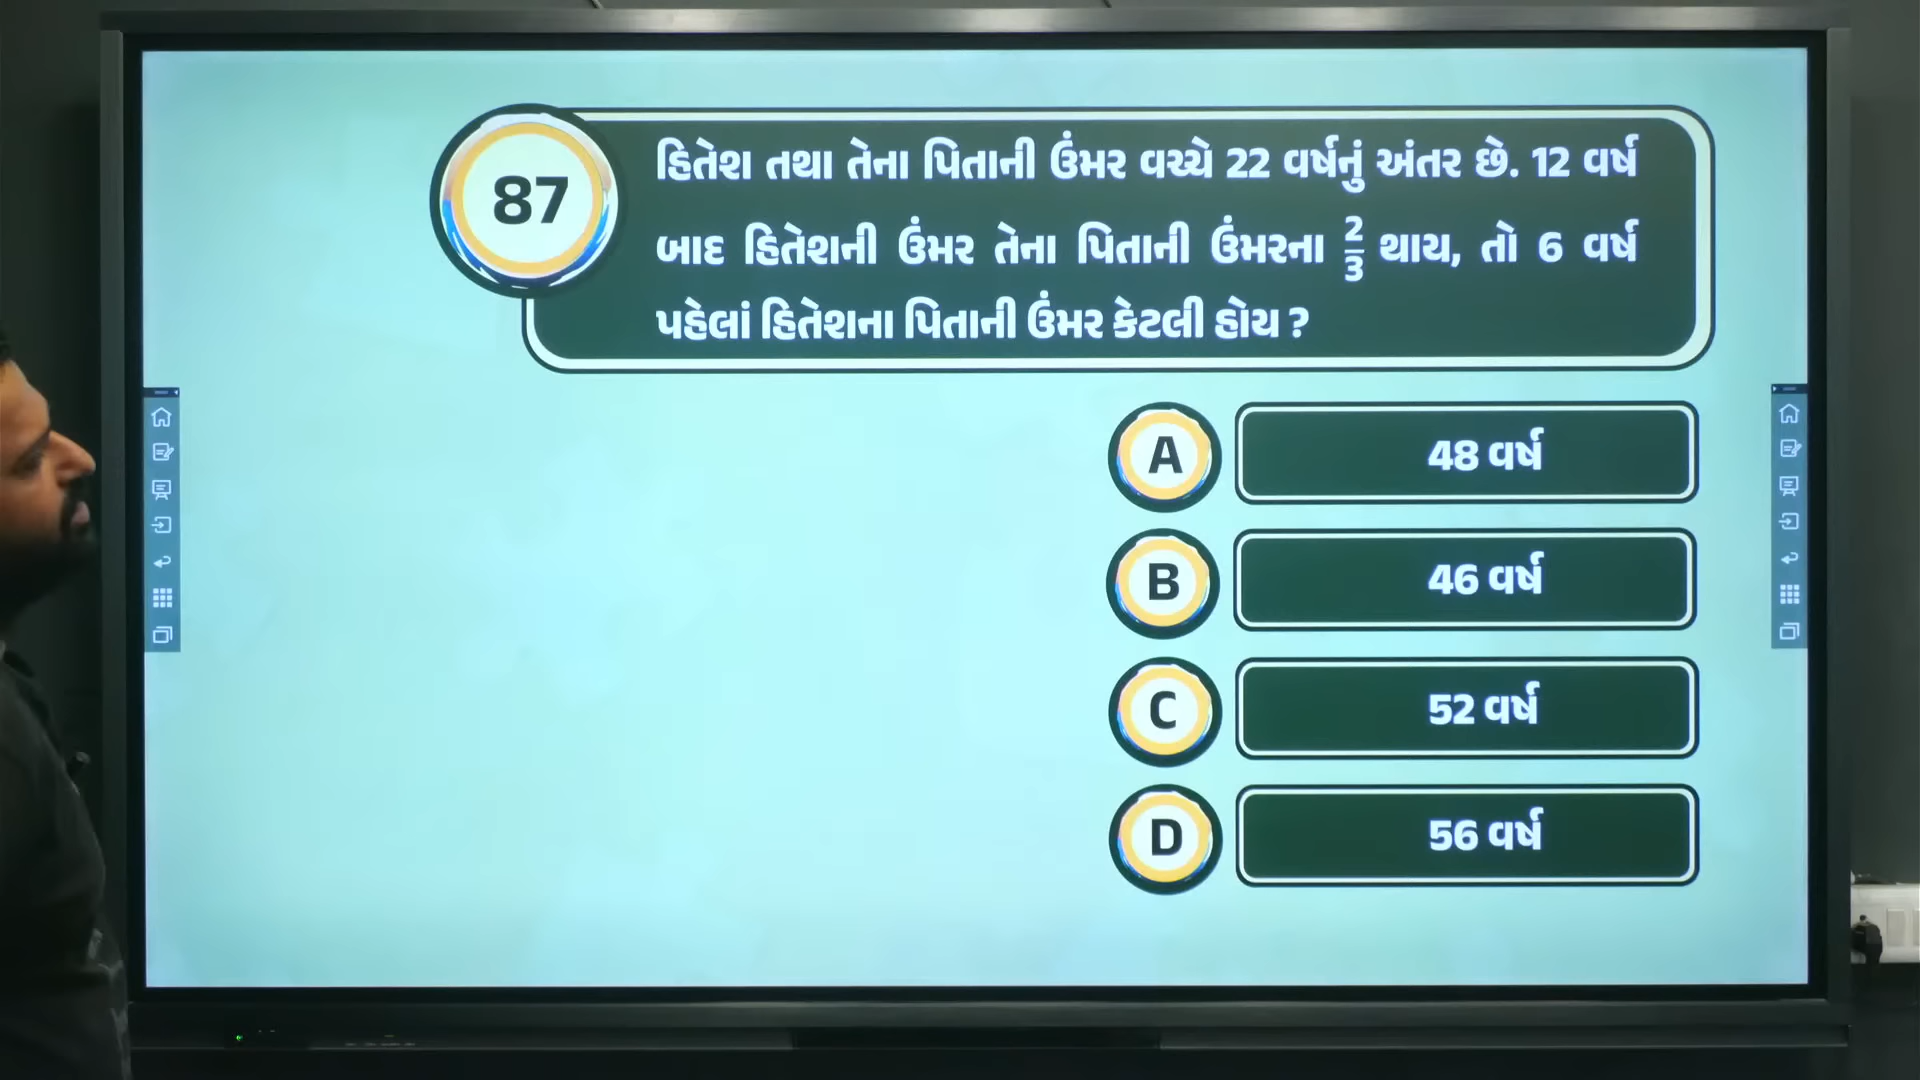 87
હિતેશ તથા તેના પિતાની ઉંમર વચ્ચે 22 વર્ષનું અંતર છે. 12 વર્ષ
બાદ હિતેશની ઉંમર તેના પિતાની ઉંમરના 2/3 થાય, તો 6 વર્ષ
પહેલાં હિતેશના પિતાની ઉંમર કેટલી હોય ?
A 48 વર્ષ
B 46 વર્ષ
C 52 વર્ષ
D 56 વર્ષ